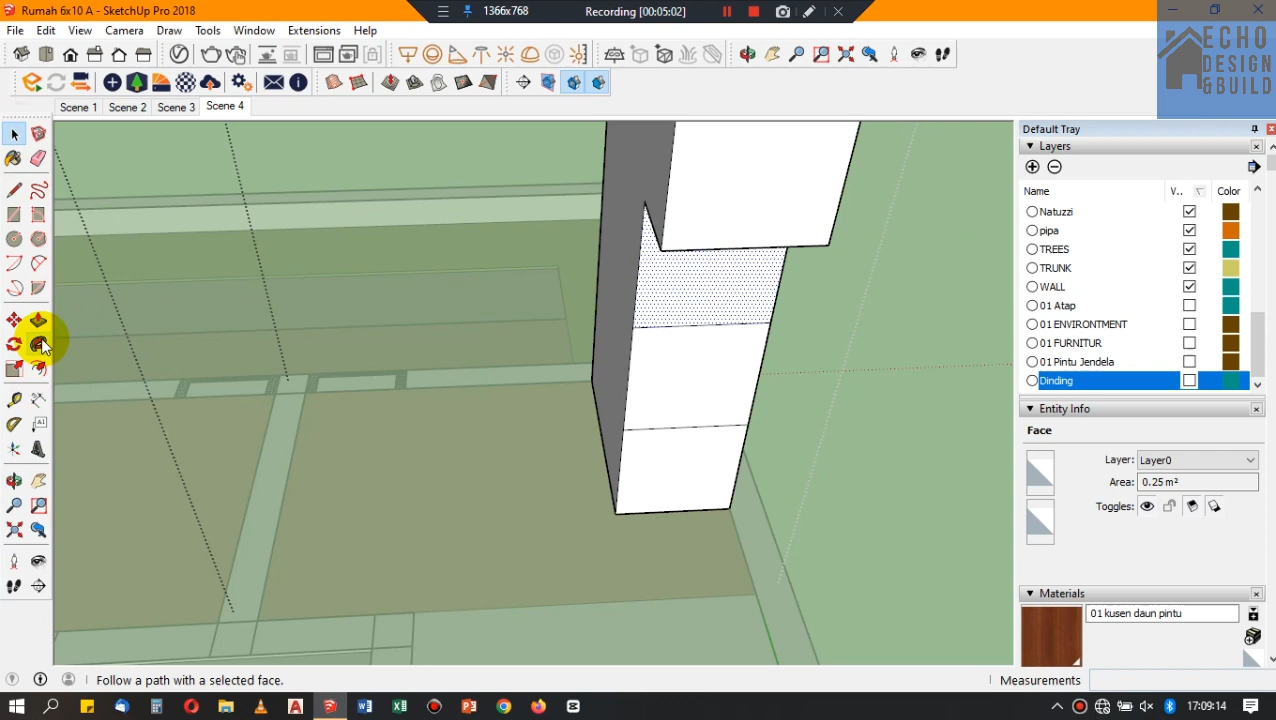 Rumah 6x10 A - SketchUp Pro 2018
1366x768
Recording [00:05:02]
File Edit View Camera Draw Tools Window Extensions Help
ECHO
DESIGN
&BUILD
Scene 1 Scene 2 Scene 3 Scene 4
Default Tray
Layers
Name V.. Color
Natuzzi
pipa
TREES
TRUNK
WALL
01 Atap
01 ENVIRONTMENT
01 FURNITUR
01 Pintu Jendela
Dinding
Entity Info
Face
Layer: Layer0
Area: 0.25 m²
Toggles:
Materials
01 kusen daun pintu
Follow a path with a selected face.
Measurements
17:09:14